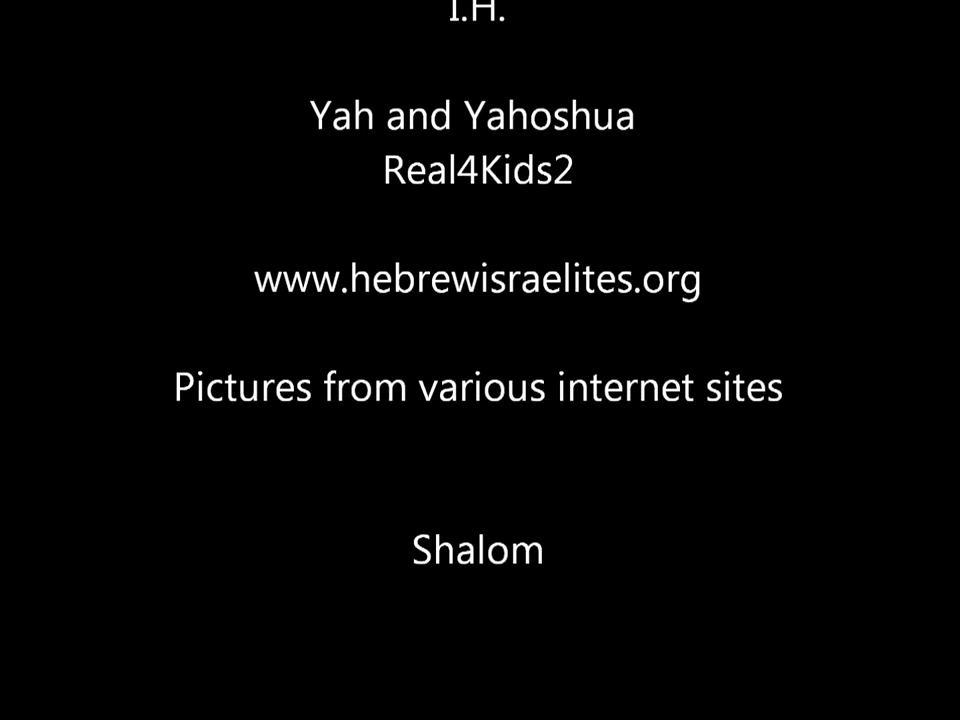 I.H.
Yah and Yahoshua
Real4Kids2
www.hebrewisraelites.org
Pictures from various internet sites
Shalom